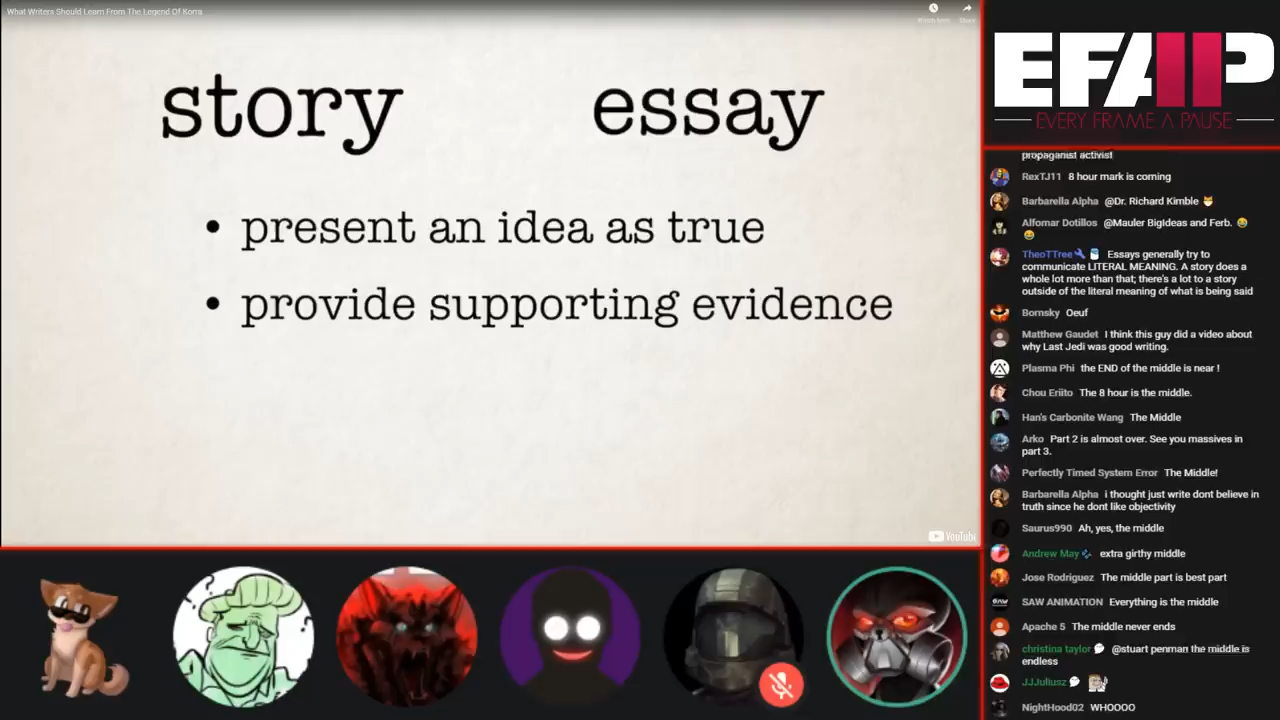 What Writers Should Learn From The Legend Of Korra
Watch later
Share
story essay
• present an idea as true
• provide supporting evidence
YouTube
EFAP
EVERY FRAME A PAUSE
propaganist activist
RexTJ11 8 hour mark is coming
Barbarella Alpha @Dr. Richard Kimble
Alfomar Dotillos @Mauler BigIdeas and Ferb.
TheoTTree Essays generally try to
communicate LITERAL MEANING. A story does a
whole lot more than that; there's a lot to a story
outside of the literal meaning of what is being said
Bornsky Oeuf
Matthew Gaudet I think this guy did a video about
why Last Jedi was good writing.
Plasma Phi the END of the middle is near !
Chou Eriito The 8 hour is the middle.
Han's Carbonite Wang The Middle
Arko Part 2 is almost over. See you massives in
part 3.
Perfectly Timed System Error The Middle!
Barbarella Alpha i thought just write dont believe in
truth since he dont like objectivity
Saurus990 Ah, yes, the middle
Andrew May extra girthy middle
Jose Rodriguez The middle part is best part
SAW ANIMATION Everything is the middle
Apache 5 The middle never ends
christina taylor @stuart penman the middle is
endless
JJJuliusz
NightHood02 WHOOOO